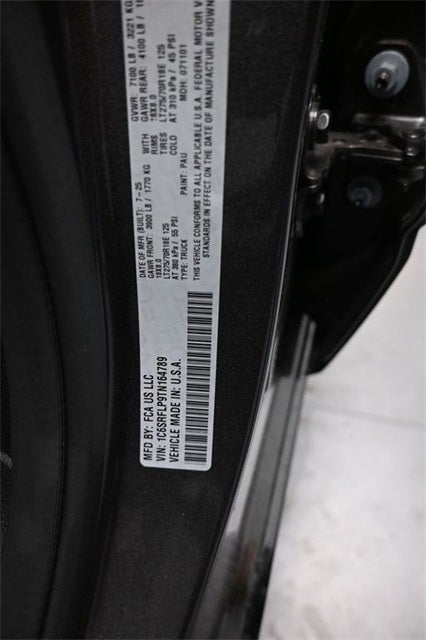 MFD BY: FCA US LLC
VIN: 1C6SRFLP9TN164789
VEHICLE MADE IN: U.S.A.
DATE OF MFR (BUILT): 7-25 GVWR: 7100 LB / 3221 KG
GAWR FRONT: 3900 LB / 1770 KG WITH GAWR REAR: 4100 LB
18X8.0 RIMS 18X8.0
LT275/70R18E 125 TIRES LT275/70R18E 125
AT 380 kPa / 55 PSI COLD AT 310 kPa / 45 PSI
TYPE: TRUCK PAINT: PAU MDH: 071101
THIS VEHICLE CONFORMS TO ALL APPLICABLE U.S.A. FEDERAL MOTOR
STANDARDS IN EFFECT ON THE DATE OF MANUFACTURE SHOWN